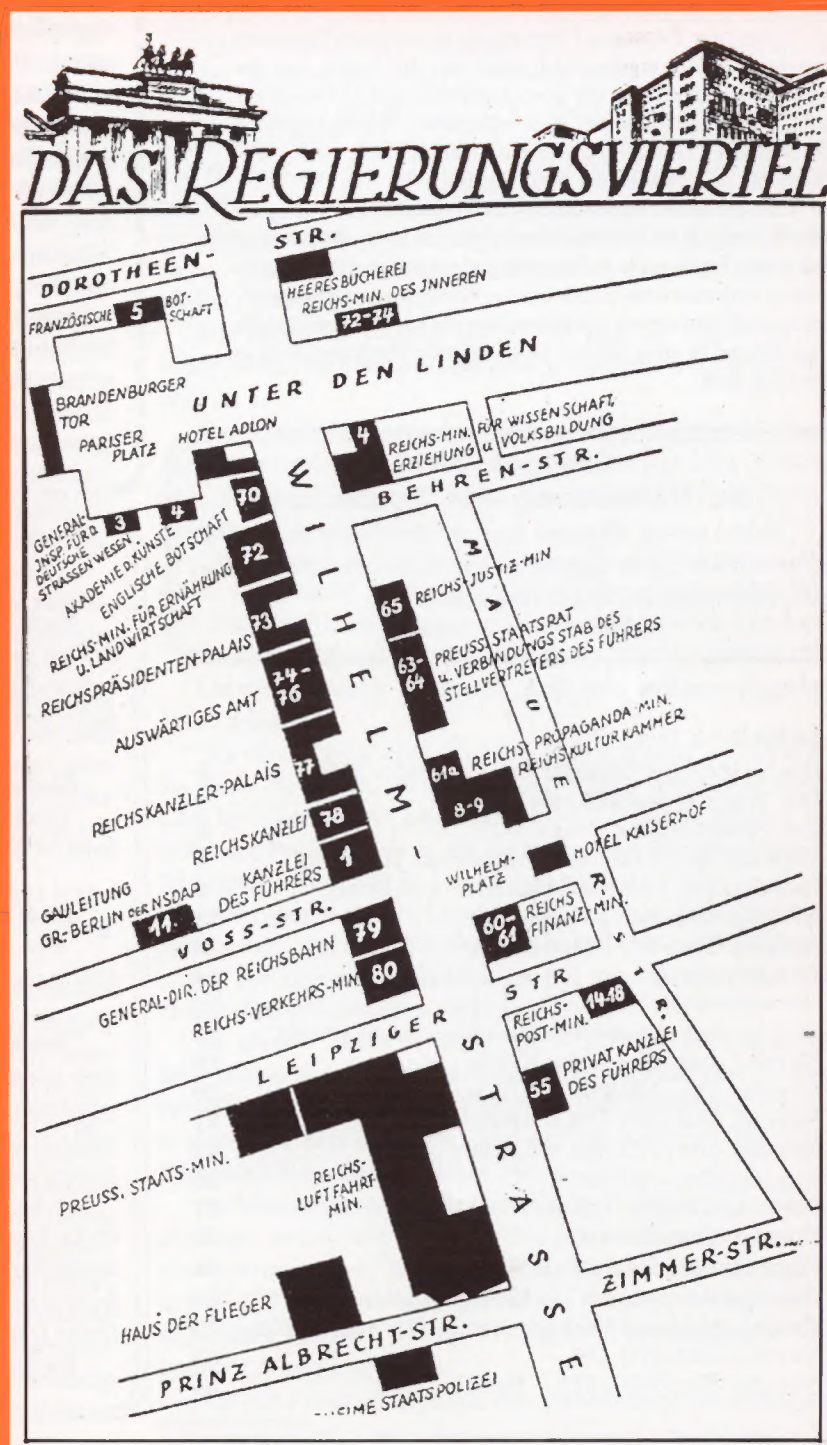 DAS REGIERUNGSVIERTEL
DOROTHEEN-
STR.
HEERESBÜCHEREI
REICHS-MIN. DES JNNEREN
72-74
FRANZÖSISCHE
5
BOT-
SCHAFT
UNTER DEN LINDEN
BRANDENBURGER
TOR
PARISER
PLATZ
HOTEL ADLON
4
REICHS-MIN. FÜR WISSENSCHAFT,
ERZIEHUNG u. VOLKSBILDUNG
BEHREN-STR.
GENERAL-
JNSP. FÜR D.
DEUTSCHE
STRASSENWESEN
3
4
AKADEMIE D. KÜNSTE
70
ENGLISCHE BOTSCHAFT
72
REICHS-MIN. FÜR ERNÄHRUNG
u. LANDWIRTSCHAFT
73
REICHSPRÄSIDENTEN-PALAIS
74-
76
AUSWÄRTIGES AMT
77
REICHSKANZLER-PALAIS
78
REICHSKANZLEI
1
KANZLEI
DES FÜHRERS
GAULEITUNG
GR.-BERLIN DER NSDAP
11.
VOSS-STR.
WILHELM-
MAUER-STR.
65
REICHS-JUSTIZ-MIN
63-
64
PREUSS. STAATSRAT
u. VERBINDUNGSSTAB DES
STELLVERTRETERS DES FÜHRERS
61a
8-9
REICHS-PROPAGANDA-MIN.
REICHSKULTURKAMMER
WILHELM-
PLATZ
HOTEL KAISERHOF
60-
61
REICHS
FINANZ-MIN.
79
GENERAL-DIR. DER REICHSBAHN
80
REICHS-VERKEHRS-MIN.
LEIPZIGER STR
REICHS-
POST-MIN.
14-18
55
PRIVATKANZLEI
DES FÜHRERS
STRASSE
PREUSS. STAATS-MIN.
REICHS-
LUFTFAHRT-
MIN.
HAUS DER FLIEGER
PRINZ ALBRECHT-STR.
ZIMMER-STR.
EIME STAATSPOLIZEI